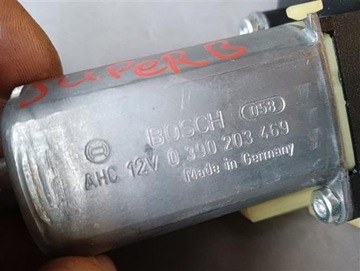 SUPERB
BOSCH 058
AHC 12V 0 390 203 469
Made in Germany